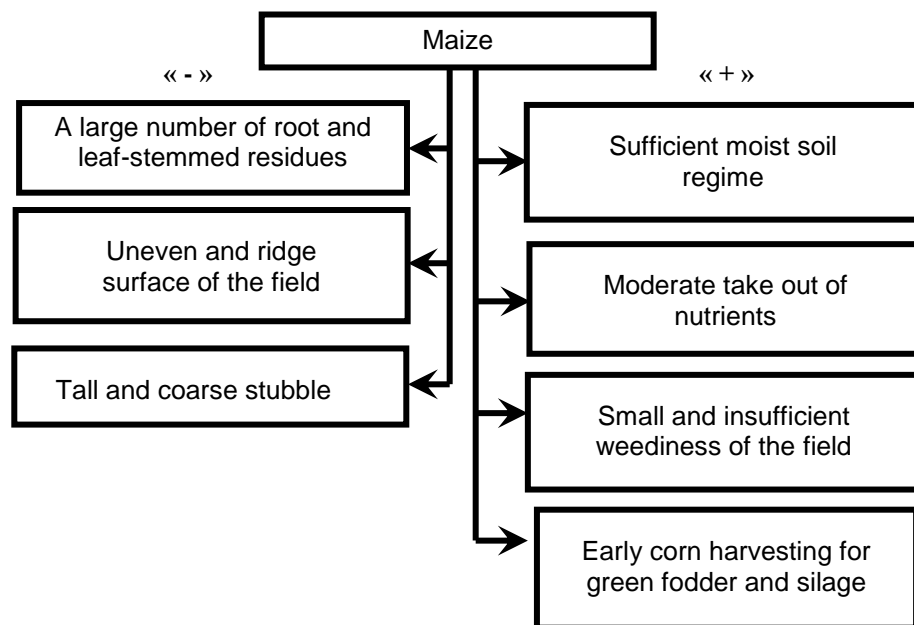 Maize
« - »
« + »
A large number of root and
leaf-stemmed residues
Uneven and ridge
surface of the field
Tall and coarse stubble
Sufficient moist soil
regime
Moderate take out of
nutrients
Small and insufficient
weediness of the field
Early corn harvesting for
green fodder and silage